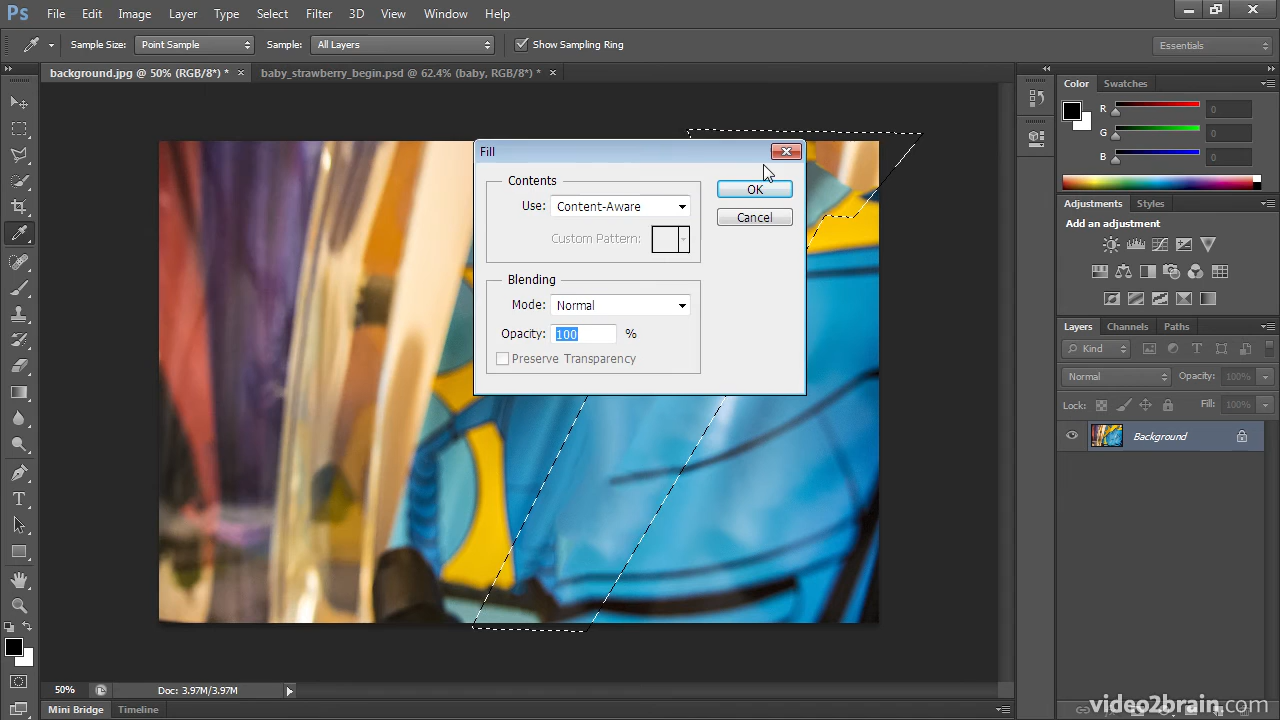 Ps File Edit Image Layer Type Select Filter 3D View Window Help
Sample Size: Point Sample Sample: All Layers Show Sampling Ring Essentials
background.jpg @ 50% (RGB/8*) * × baby_strawberry_begin.psd @ 62.4% (baby, RGB/8*) * ×
Color Swatches
R 0
G 0
B 0
Fill
Contents
Use: Content-Aware
Custom Pattern:
OK
Cancel
Blending
Mode: Normal
Opacity: 100 %
Preserve Transparency
Adjustments Styles
Add an adjustment
Layers Channels Paths
Kind
Normal Opacity: 100%
Lock: Fill: 100%
Background
50% Doc: 3.97M/3.97M
Mini Bridge Timeline
video2brain.com